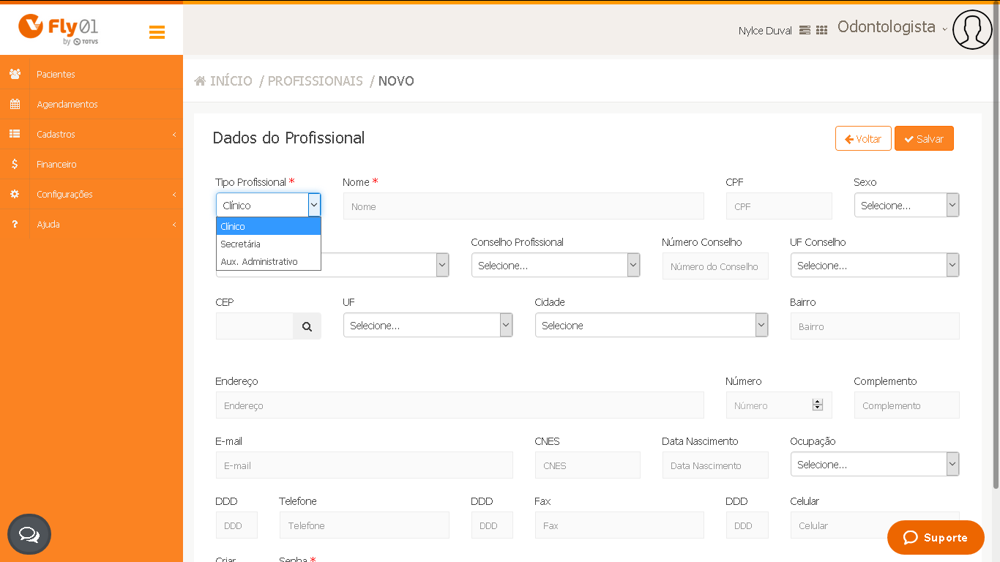 Fly01
by TOTVS
Nylce Duval
Odontologista
Pacientes
Agendamentos
Cadastros
Financeiro
Configurações
Ajuda
INÍCIO / PROFISSIONAIS / NOVO
Dados do Profissional
Voltar
Salvar
Tipo Profissional * Nome * CPF Sexo
Clínico Nome CPF Selecione...
Clínico
Secretária
Aux. Administrativo
Conselho Profissional Número Conselho UF Conselho
Selecione... Número do Conselho Selecione...
CEP UF Cidade Bairro
Selecione... Selecione Bairro
Endereço Número Complemento
Endereço Número Complemento
E-mail CNES Data Nascimento Ocupação
E-mail CNES Data Nascimento Selecione...
DDD Telefone DDD Fax DDD Celular
DDD Telefone DDD Fax DDD Celular
Suporte
Criar Senha *